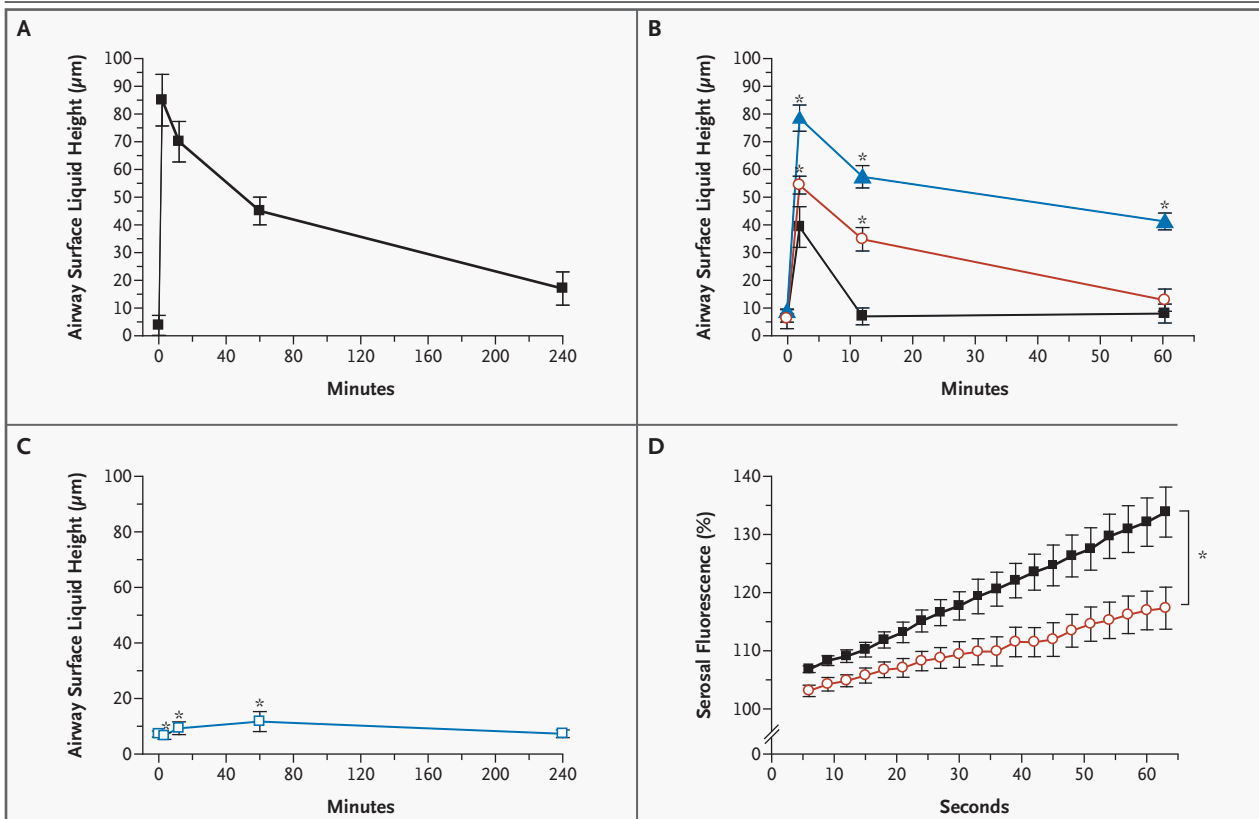 A
Airway Surface Liquid Height (μm)
100
90
80
70
60
50
40
30
20
10
0
0 40 80 120 160 200 240
Minutes
B
Airway Surface Liquid Height (μm)
100
90
80
70
60
50
40
30
20
10
0
* * *
* *
0 10 20 30 40 50 60
Minutes
C
Airway Surface Liquid Height (μm)
100
80
60
40
20
0
* * *
0 40 80 120 160 200 240
Minutes
D
Serosal Fluorescence (%)
140
130
120
110
100
0
*
0 10 20 30 40 50 60
Seconds